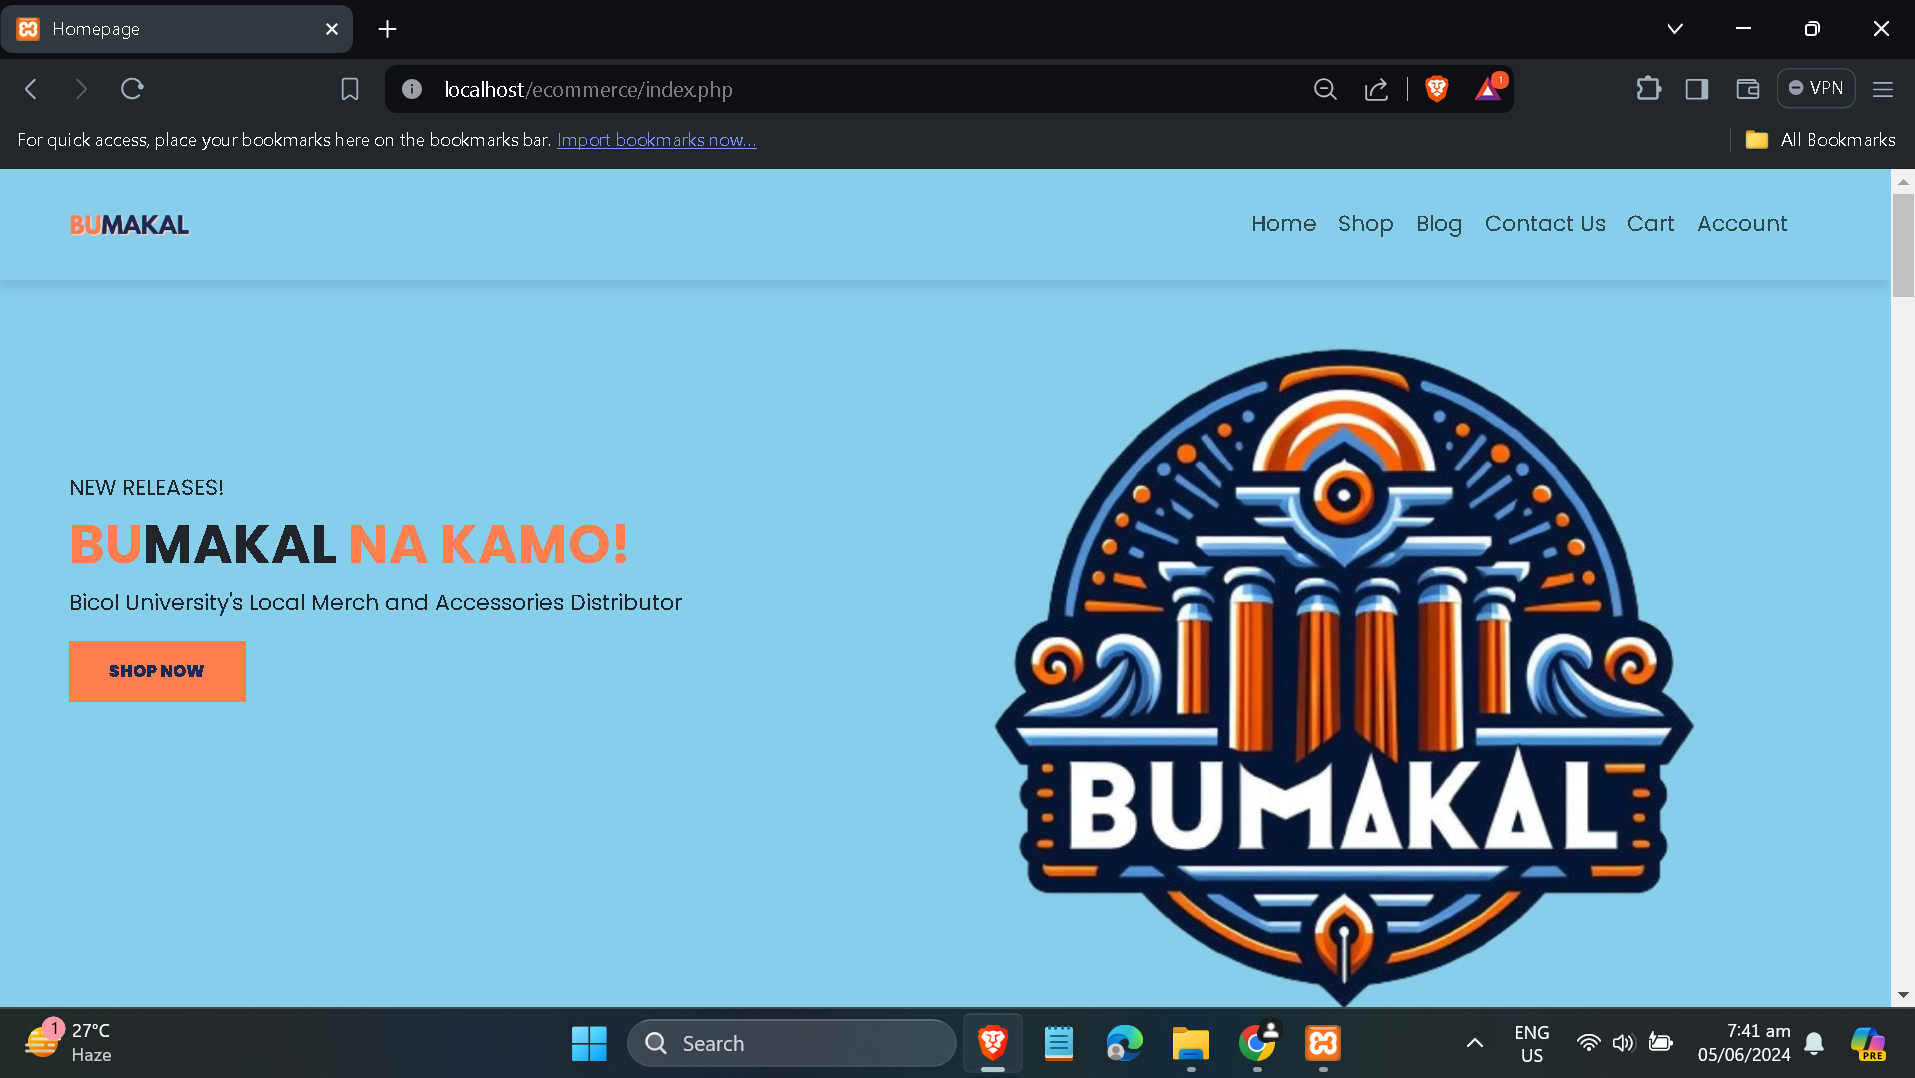 Homepage
localhost/ecommerce/index.php
1
VPN
For quick access, place your bookmarks here on the bookmarks bar. Import bookmarks now...
All Bookmarks
BUMAKAL
Home Shop Blog Contact Us Cart Account
NEW RELEASES!
BUMAKAL NA KAMO!
Bicol University's Local Merch and Accessories Distributor
SHOP NOW
BUMAKAL
1
27°C
Haze
Search
ENG
US
7:41 am
05/06/2024
PRE